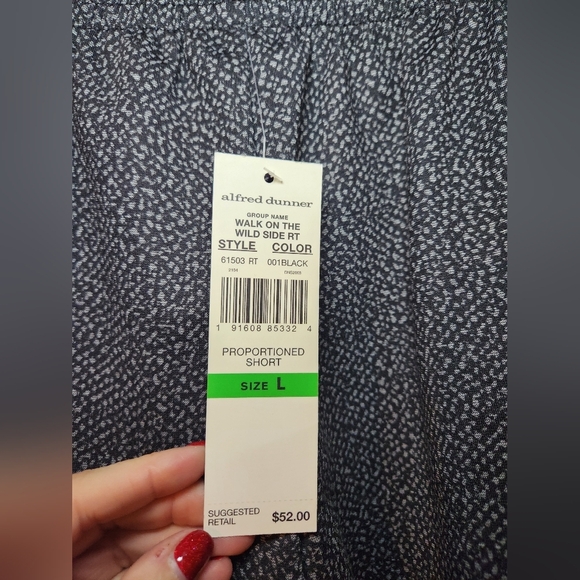 alfred dunner
GROUP NAME
WALK ON THE
WILD SIDE RT
STYLE COLOR
61503 RT 001BLACK
1 91608 85332 4
PROPORTIONED
SHORT
SIZE L
SUGGESTED
RETAIL $52.00